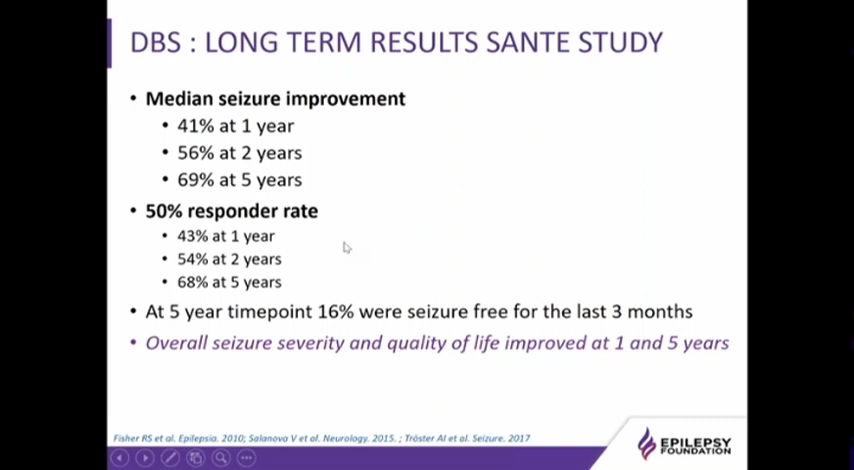 DBS : LONG TERM RESULTS SANTE STUDY
• Median seizure improvement
• 41% at 1 year
• 56% at 2 years
• 69% at 5 years
• 50% responder rate
• 43% at 1 year
• 54% at 2 years
• 68% at 5 years
• At 5 year timepoint 16% were seizure free for the last 3 months
• Overall seizure severity and quality of life improved at 1 and 5 years
Fisher RS et al. Epilepsia. 2010; Salanova V et al. Neurology. 2015. ; Tröster AI et al. Seizure. 2017
EPILEPSY
FOUNDATION